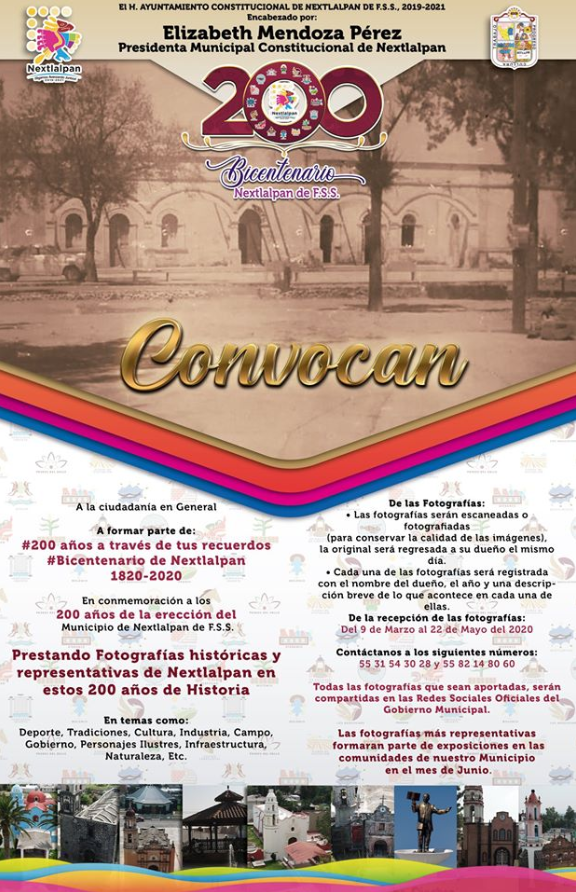 El H. AYUNTAMIENTO CONSTITUCIONAL DE NEXTLALPAN DE F.S.S., 2019-2021
Encabezado por:
Elizabeth Mendoza Pérez
Presidenta Municipal Constitucional de Nextlalpan
Nextlalpan
200
Nextlalpan
Bicentenario
Nextlalpan de F.S.S.
Convocan
A la ciudadanía en General
A formar parte de:
#200 años a través de tus recuerdos
#Bicentenario de Nextlalpan
1820-2020
En conmemoración a los
200 años de la erección del
Municipio de Nextlalpan de F.S.S.
Prestando Fotografías históricas y
representativas de Nextlalpan en
estos 200 años de Historia
En temas como:
Deporte, Tradiciones, Cultura, Industria, Campo,
Gobierno, Personajes Ilustres, Infraestructura,
Naturaleza, Etc.
De las Fotografías:
• Las fotografías serán escaneadas o
fotografiadas
(para conservar la calidad de las imágenes),
la original será regresada a su dueño el mismo
día.
• Cada una de las fotografías será registrada
con el nombre del dueño, el año y una descrip-
ción breve de lo que acontece en cada una de
ellas.
De la recepción de las fotografías:
Del 9 de Marzo al 22 de Mayo del 2020
Contáctanos a los siguientes números:
55 31 54 30 28 y 55 82 14 80 60
Todas las fotografías que sean aportadas, serán
compartidas en las Redes Sociales Oficiales del
Gobierno Municipal.
Las fotografías más representativas
formaran parte de exposiciones en las
comunidades de nuestro Municipio
en el mes de Junio.